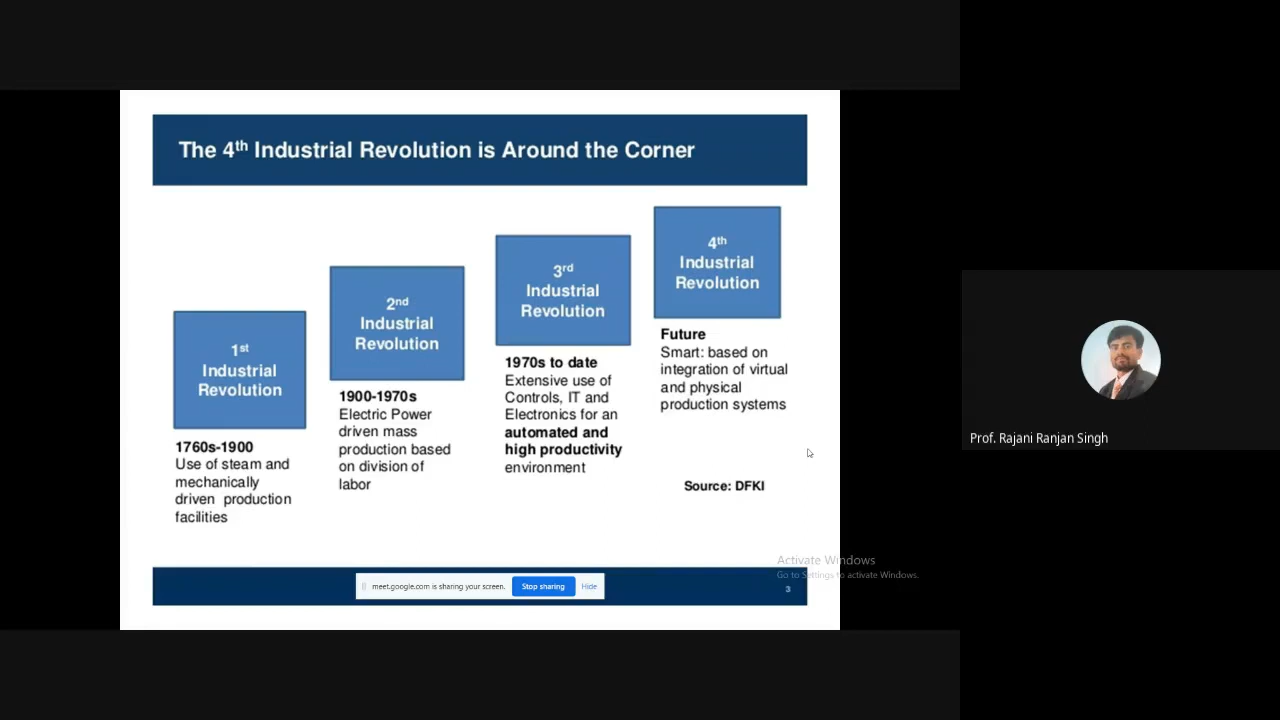 The 4th Industrial Revolution is Around the Corner
1st
Industrial
Revolution
1760s-1900
Use of steam and
mechanically
driven production
facilities
2nd
Industrial
Revolution
1900-1970s
Electric Power
driven mass
production based
on division of
labor
3rd
Industrial
Revolution
1970s to date
Extensive use of
Controls, IT and
Electronics for an
automated and
high productivity
environment
4th
Industrial
Revolution
Future
Smart: based on
integration of virtual
and physical
production systems
Source: DFKI
Prof. Rajani Ranjan Singh
Activate Windows
Go to Settings to activate Windows.
meet.google.com is sharing your screen.
Stop sharing
Hide
3